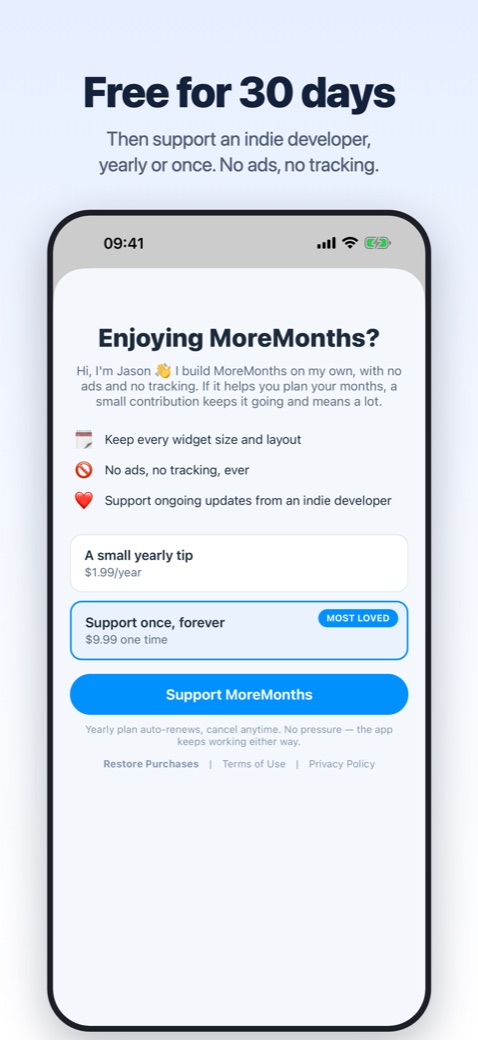 Free for 30 days
Then support an indie developer,
yearly or once. No ads, no tracking.
09:41
Enjoying MoreMonths?
Hi, I'm Jason 👋 I build MoreMonths on my own, with no
ads and no tracking. If it helps you plan your months, a
small contribution keeps it going and means a lot.
Keep every widget size and layout
No ads, no tracking, ever
Support ongoing updates from an indie developer
A small yearly tip
$1.99/year
Support once, forever
MOST LOVED
$9.99 one time
Support MoreMonths
Yearly plan auto-renews, cancel anytime. No pressure — the app
keeps working either way.
Restore Purchases | Terms of Use | Privacy Policy